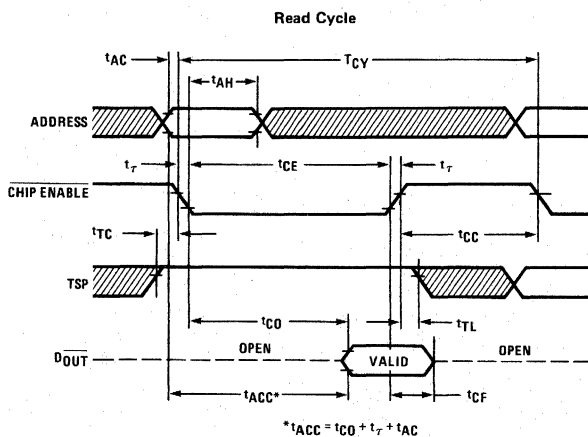 Read Cycle
tAC
TCY
tAH
ADDRESS
tτ
tCE
tτ
CHIP ENABLE
tTC
tCC
TSP
tCO
tTL
DOUT
OPEN
VALID
OPEN
tACC*
tCF
*tACC = tCO + tτ + tAC